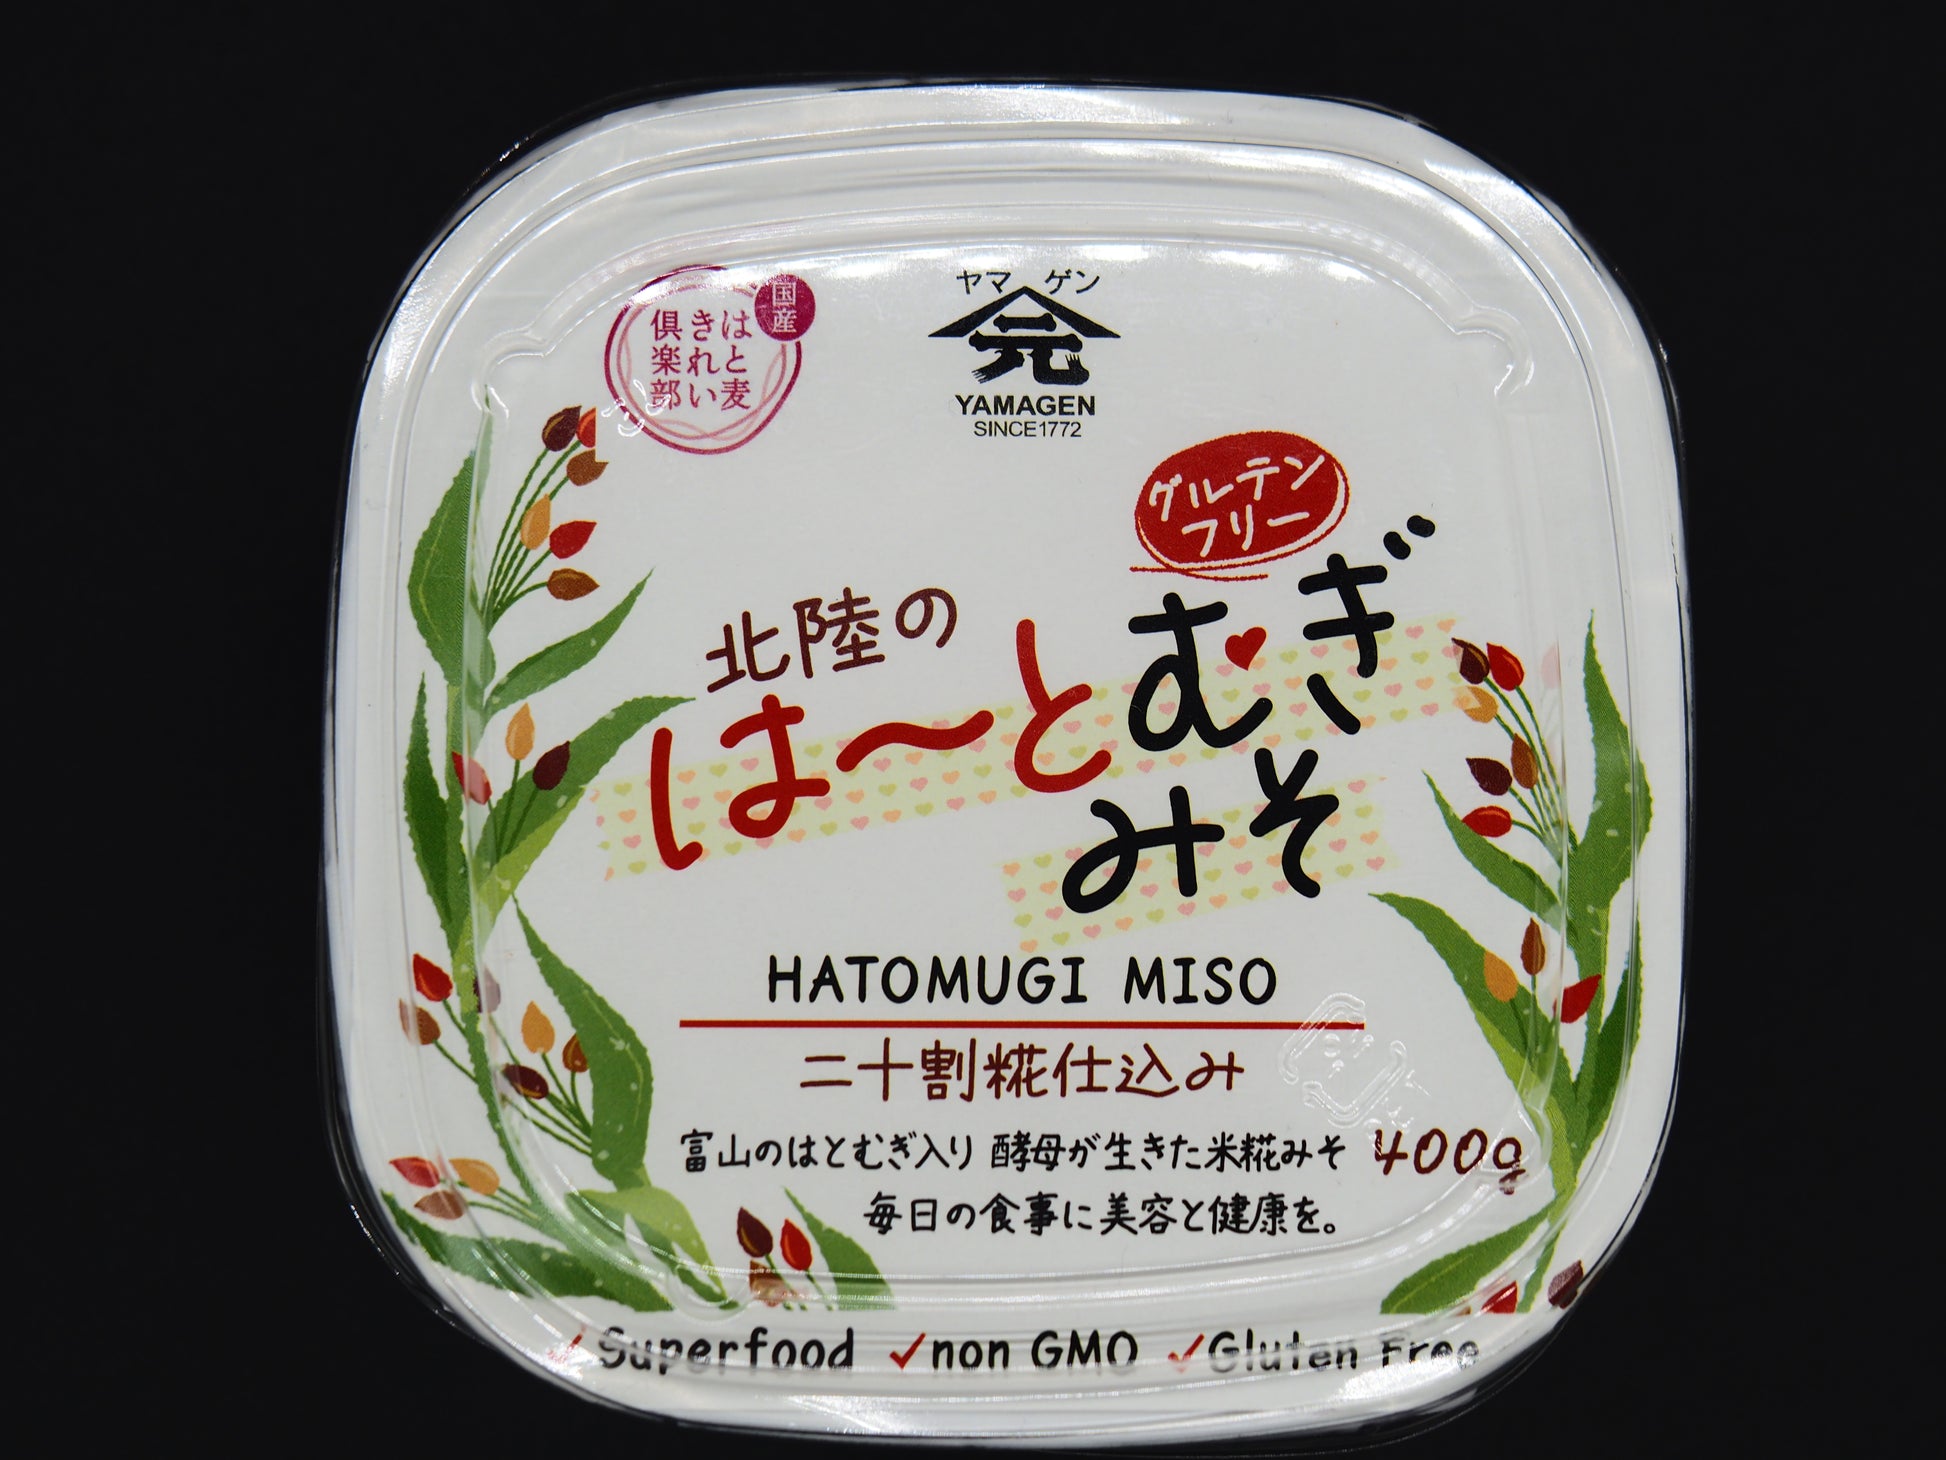 国産
はと麦
きれい
倶楽部
ヤマゲン
元
YAMAGEN
SINCE1772
グルテン
フリー
北陸の
は〜とむぎ
みそ
HATOMUGI MISO
二十割糀仕込み
富山のはとむぎ入り 酵母が生きた米糀みそ 400g
毎日の食事に美容と健康を。
✓Superfood ✓non GMO ✓Gluten Free